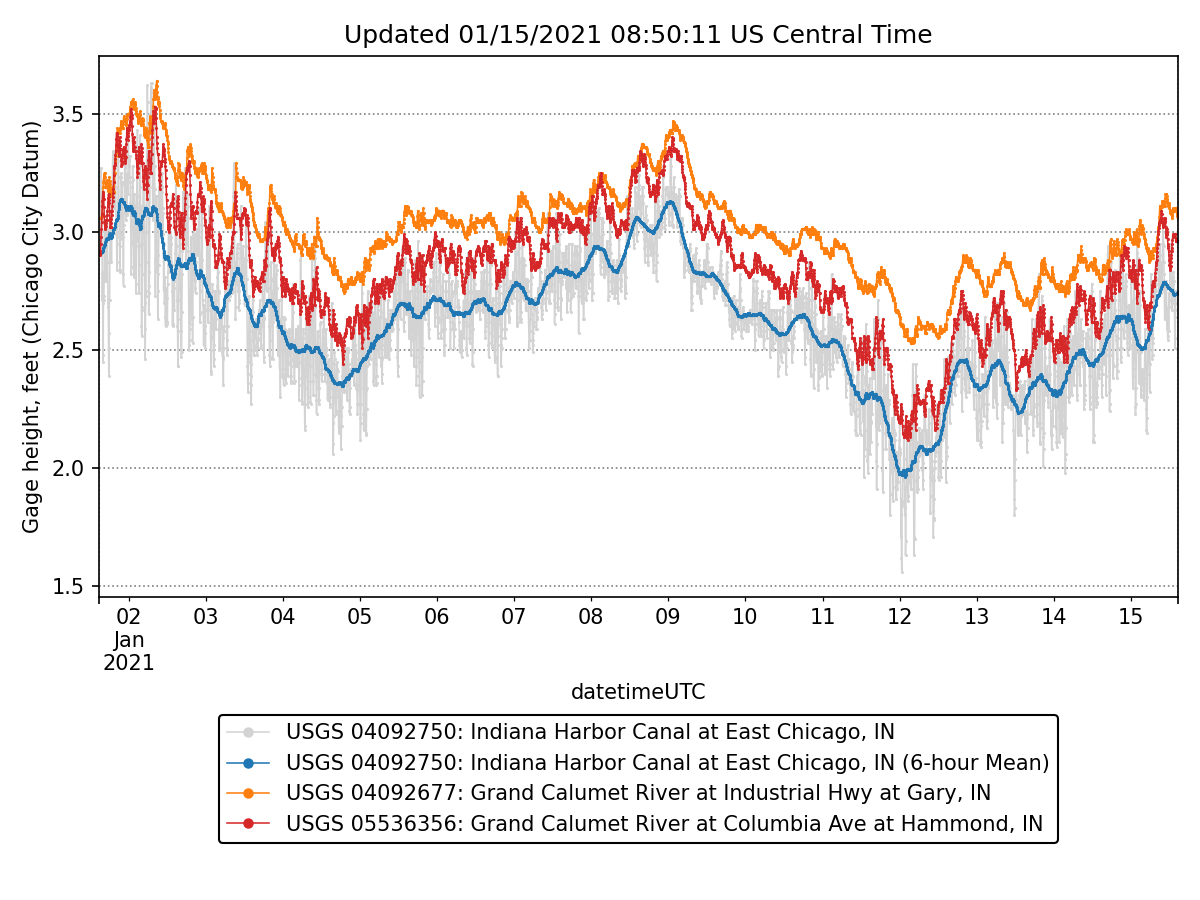 Updated 01/15/2021 08:50:11 US Central Time
Gage height, feet (Chicago City Datum)
3.5
3.0
2.5
2.0
1.5
02 03 04 05 06 07 08 09 10 11 12 13 14 15
Jan
2021
datetimeUTC
USGS 04092750: Indiana Harbor Canal at East Chicago, IN
USGS 04092750: Indiana Harbor Canal at East Chicago, IN (6-hour Mean)
USGS 04092677: Grand Calumet River at Industrial Hwy at Gary, IN
USGS 05536356: Grand Calumet River at Columbia Ave at Hammond, IN